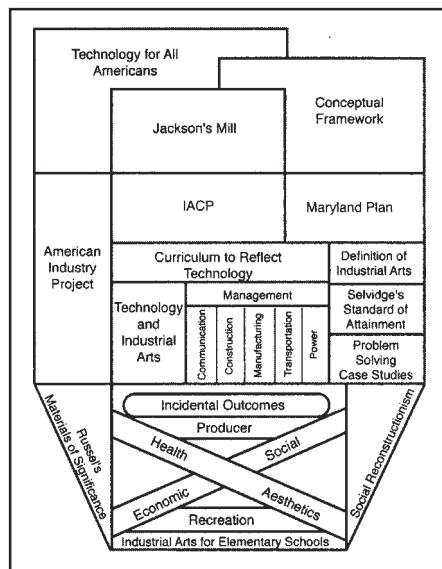 Technology for All
Americans
Conceptual
Framework
Jackson's Mill
IACP
Maryland Plan
American
Industry
Project
Curriculum to Reflect
Technology
Definition of
Industrial Arts
Technology
and
Industrial
Arts
Management
Communication
Construction
Manufacturing
Transportation
Power
Selvidge's
Standard of
Attainment
Problem
Solving
Case Studies
Russel's
Materials of Significance
Incidental Outcomes
Producer
Health
Social
Economic
Aesthetics
Recreation
Industrial Arts for Elementary Schools
Social Reconstructionism